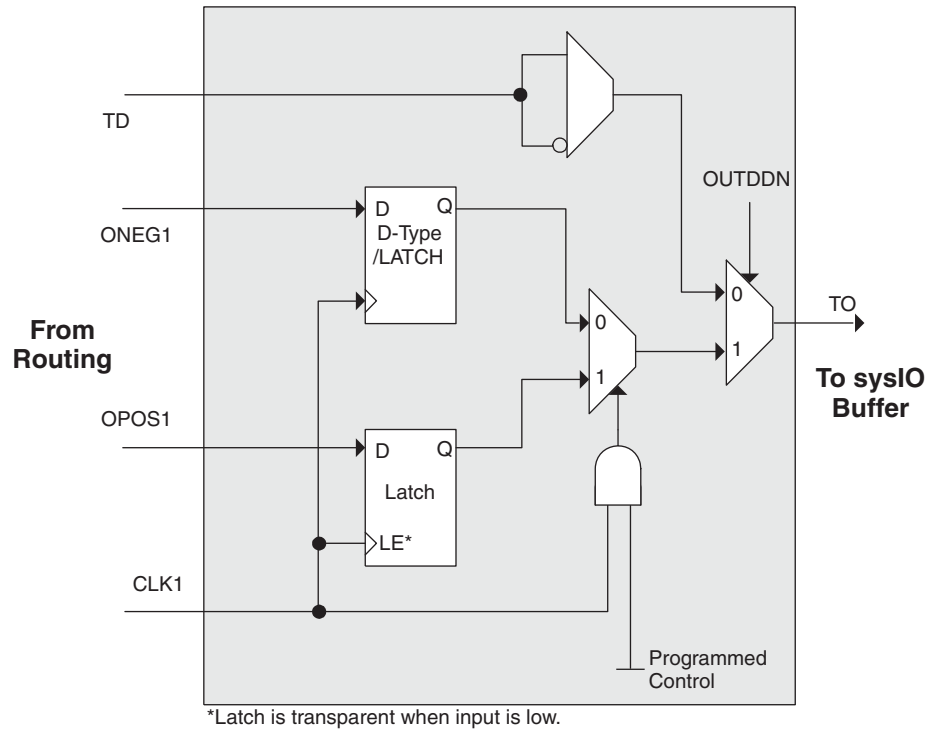 TD
OUTDDN
ONEG1
D
Q
D-Type
/LATCH
0
TO
From
Routing
0
1
1
To sysIO
Buffer
OPOS1
D
Q
Latch
LE*
CLK1
Programmed
Control
*Latch is transparent when input is low.